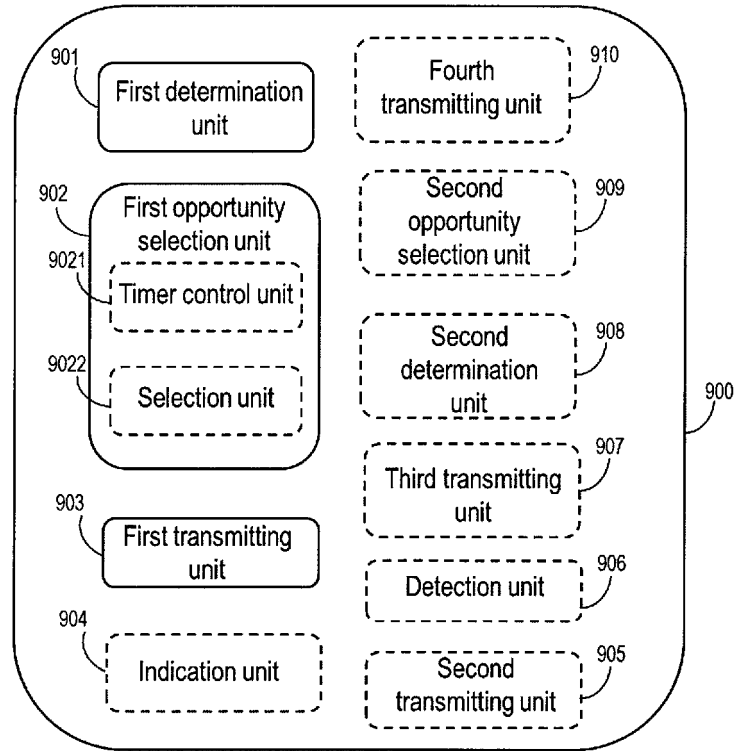 901
First determination
unit
902
First opportunity
selection unit
9021
Timer control unit
9022
Selection unit
903
First transmitting
unit
904
Indication unit
910
Fourth
transmitting unit
909
Second
opportunity
selection unit
908
Second
determination
unit
900
907
Third transmitting
unit
906
Detection unit
905
Second
transmitting unit